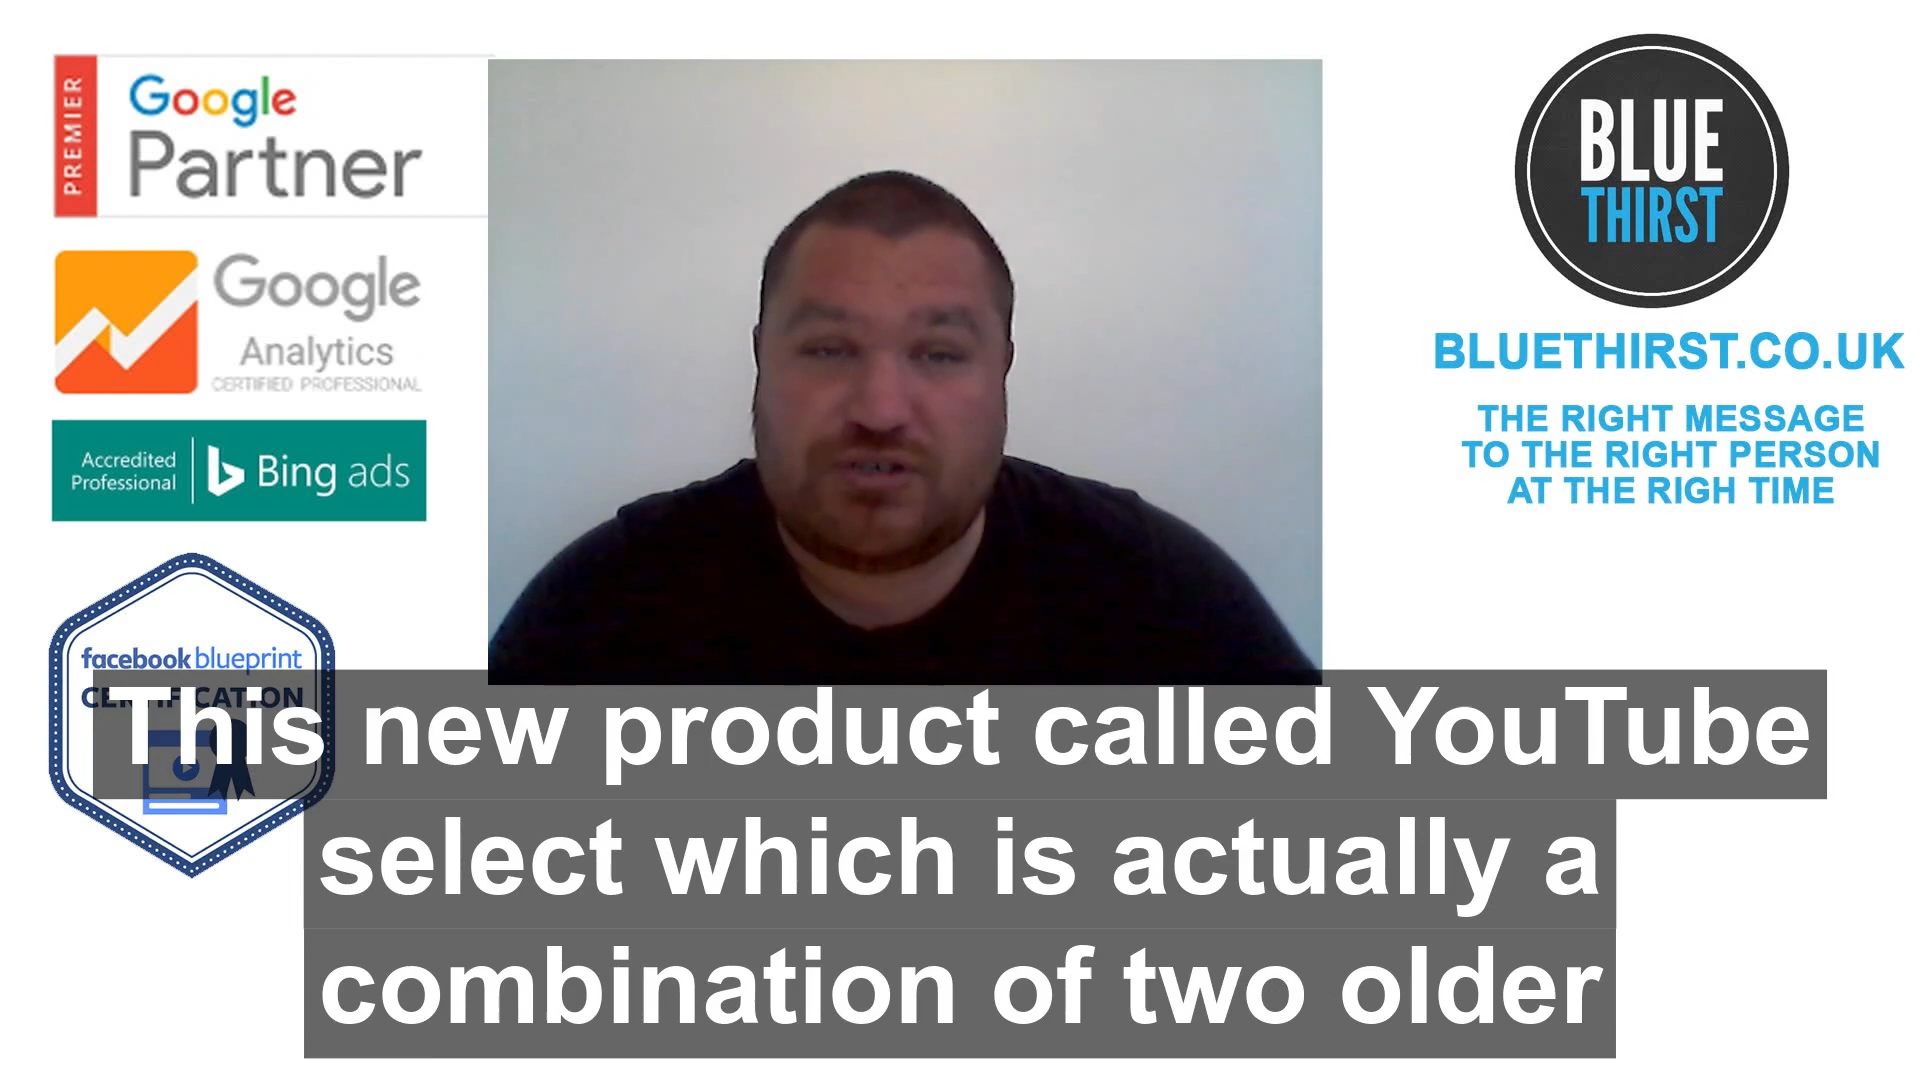 PREMIER
Google
Partner
Google
Analytics
CERTIFIED PROFESSIONAL
Accredited
Professional
Bing ads
facebook blueprint
CERTIFICATION
BLUE
THIRST
BLUETHIRST.CO.UK
THE RIGHT MESSAGE
TO THE RIGHT PERSON
AT THE RIGH TIME
This new product called YouTube
select which is actually a
combination of two older